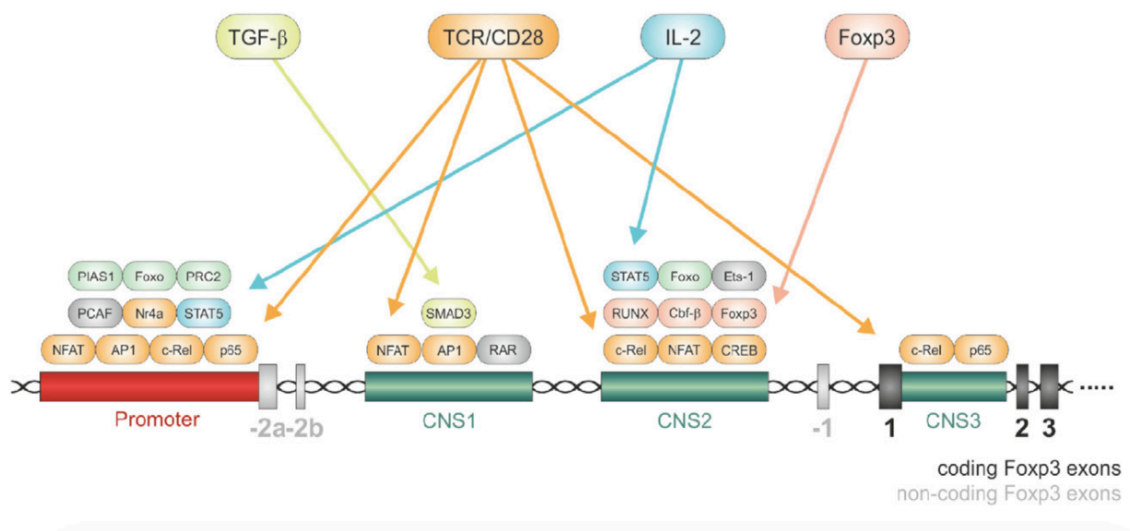 TGF-β TCR/CD28 IL-2 Foxp3
PIAS1 Foxo PRC2 STAT5 Foxo Ets-1
PCAF Nr4a STAT5 SMAD3 RUNX Cbf-β Foxp3
NFAT AP1 c-Rel p65 NFAT AP1 RAR c-Rel NFAT CREB c-Rel p65
Promoter -2a -2b CNS1 CNS2 -1 1 CNS3 2 3
coding Foxp3 exons
non-coding Foxp3 exons